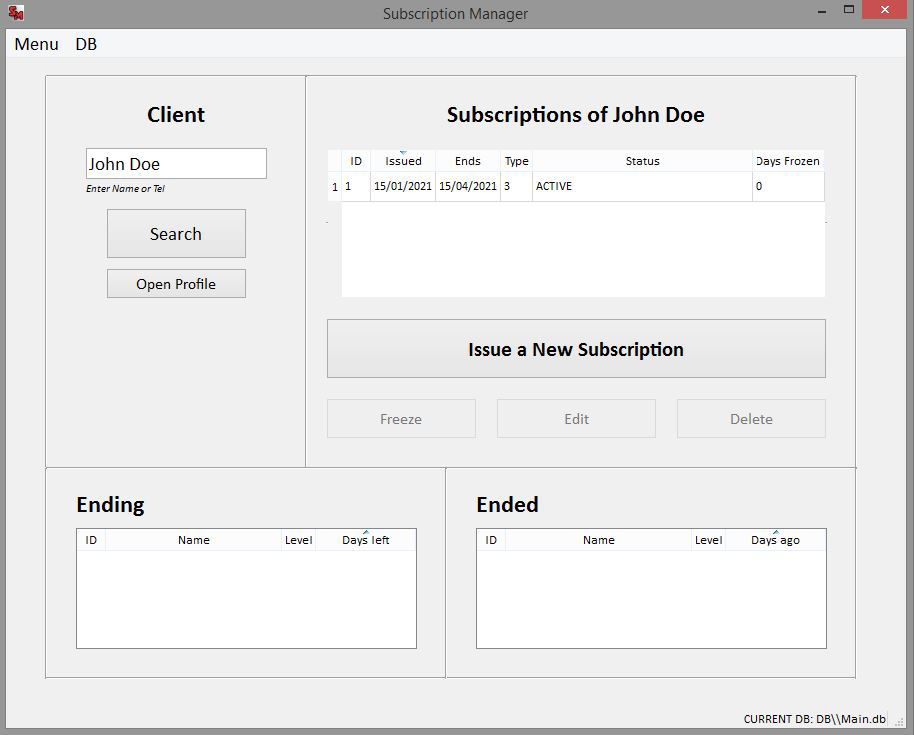 Subscription Manager
Menu DB
Client
John Doe
Enter Name or Tel
Search
Open Profile
Subscriptions of John Doe
ID Issued Ends Type Status Days Frozen
1 1 15/01/2021 15/04/2021 3 ACTIVE 0
Issue a New Subscription
Freeze Edit Delete
Ending
ID Name Level Days left
Ended
ID Name Level Days ago
CURRENT DB: DB\\Main.db